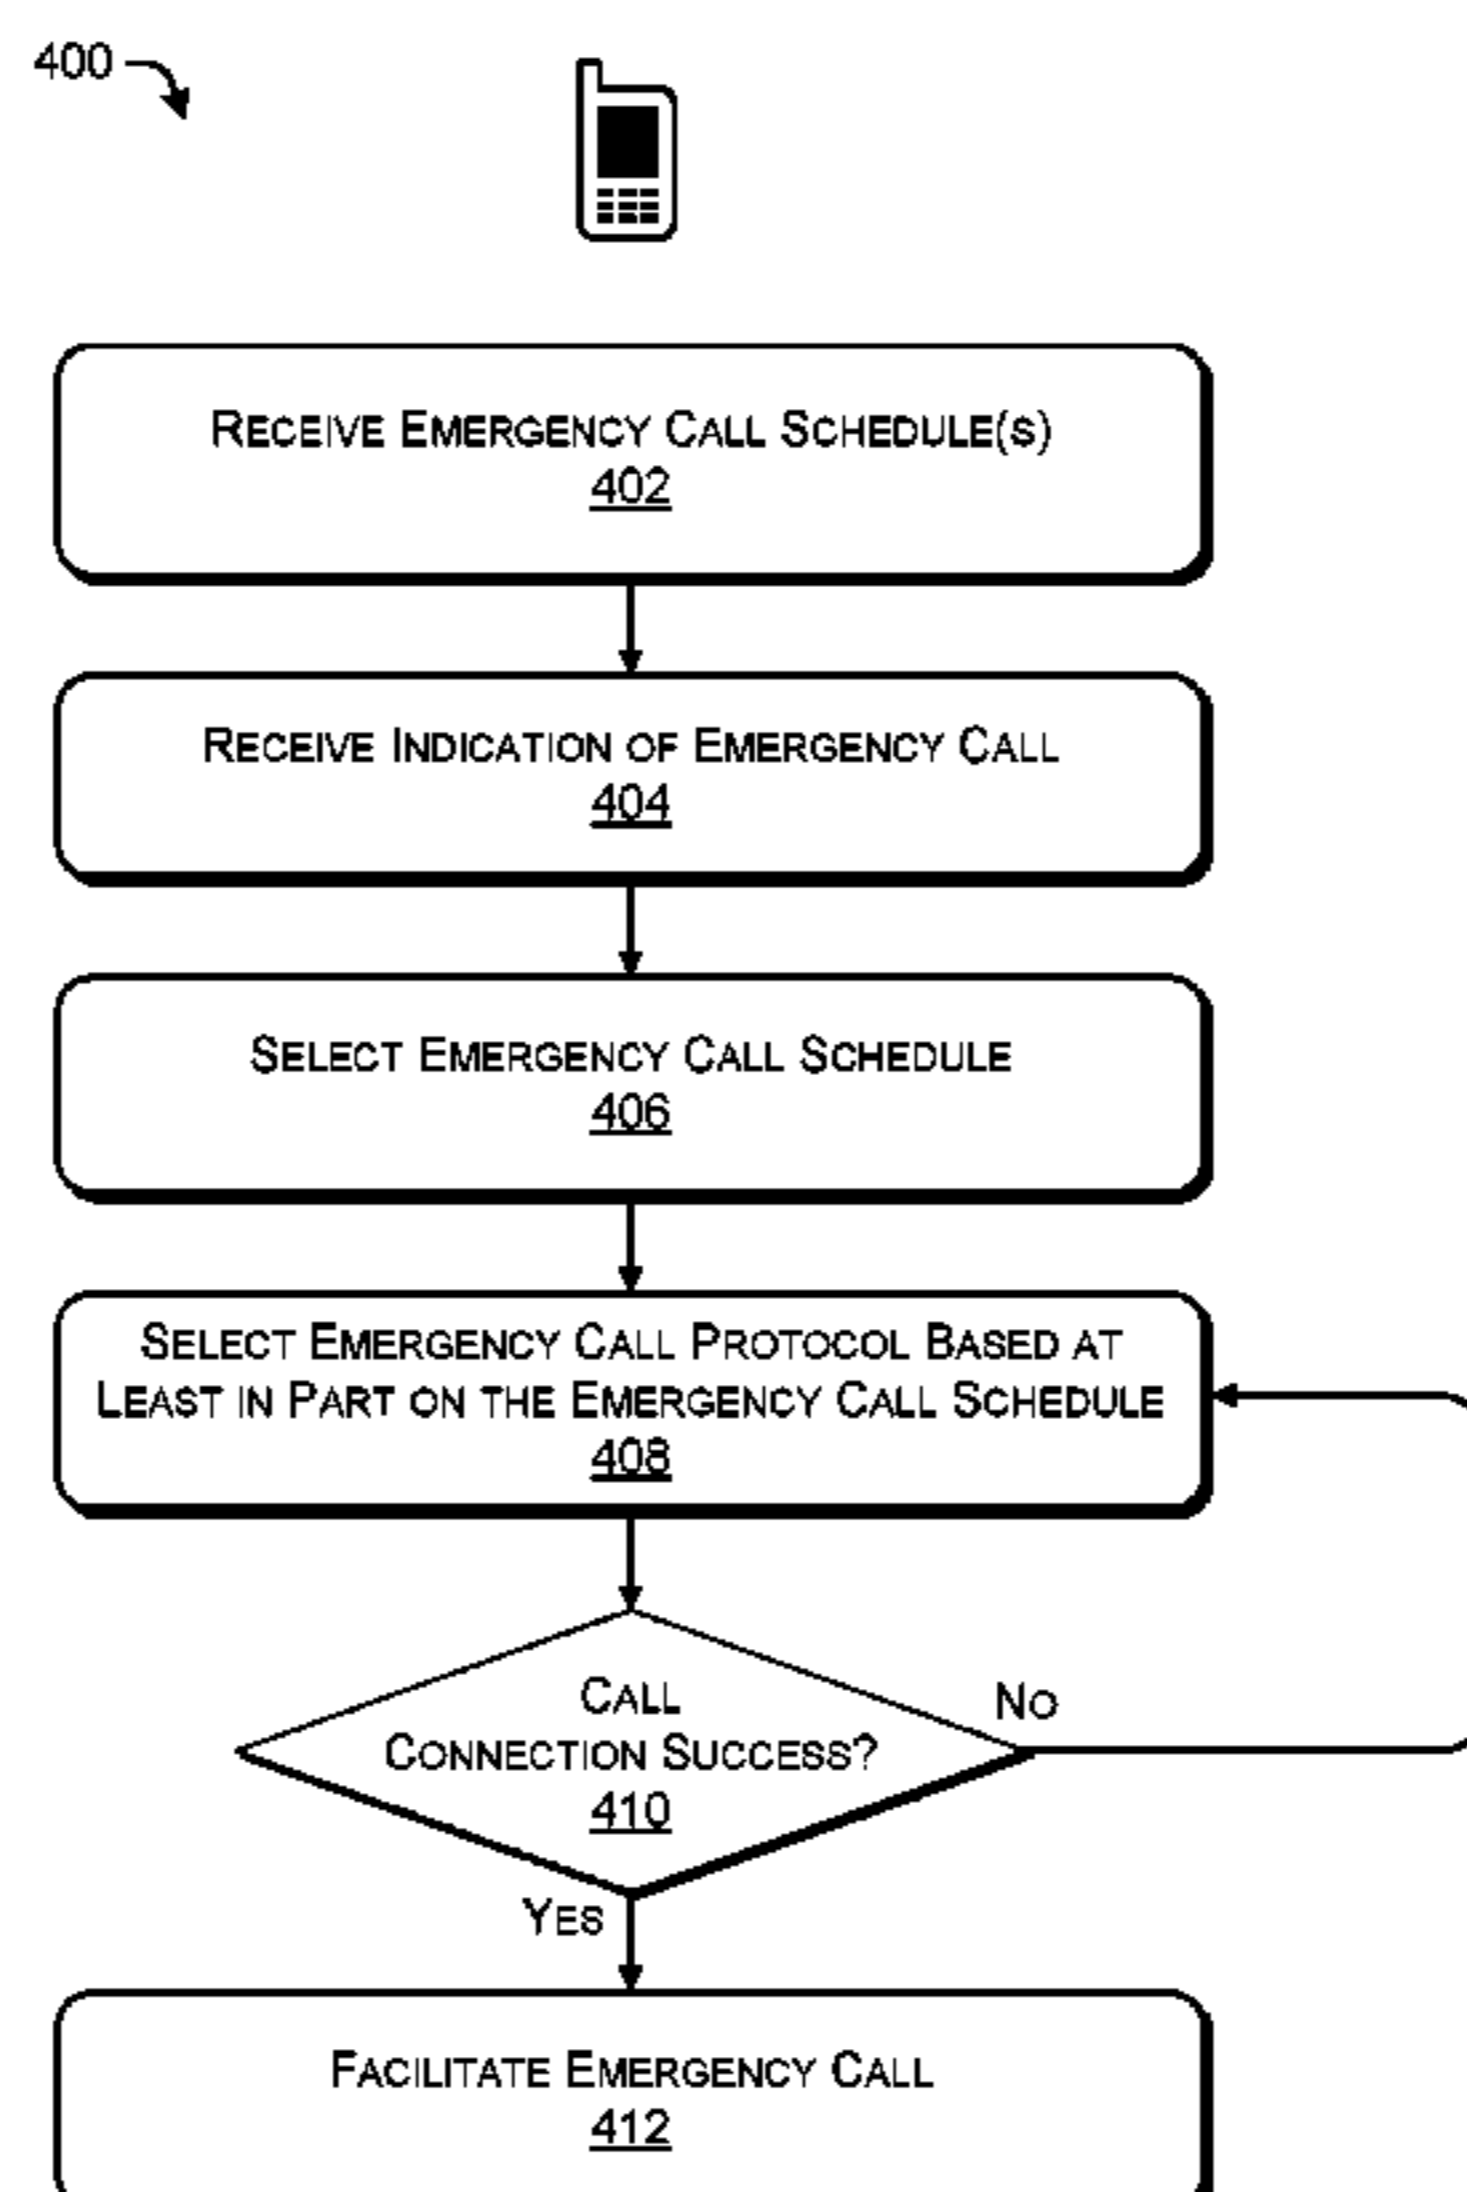 400
RECEIVE EMERGENCY CALL SCHEDULE(S)
402
RECEIVE INDICATION OF EMERGENCY CALL
404
SELECT EMERGENCY CALL SCHEDULE
406
SELECT EMERGENCY CALL PROTOCOL BASED AT
LEAST IN PART ON THE EMERGENCY CALL SCHEDULE
408
CALL
CONNECTION SUCCESS?
410
NO
YES
FACILITATE EMERGENCY CALL
412